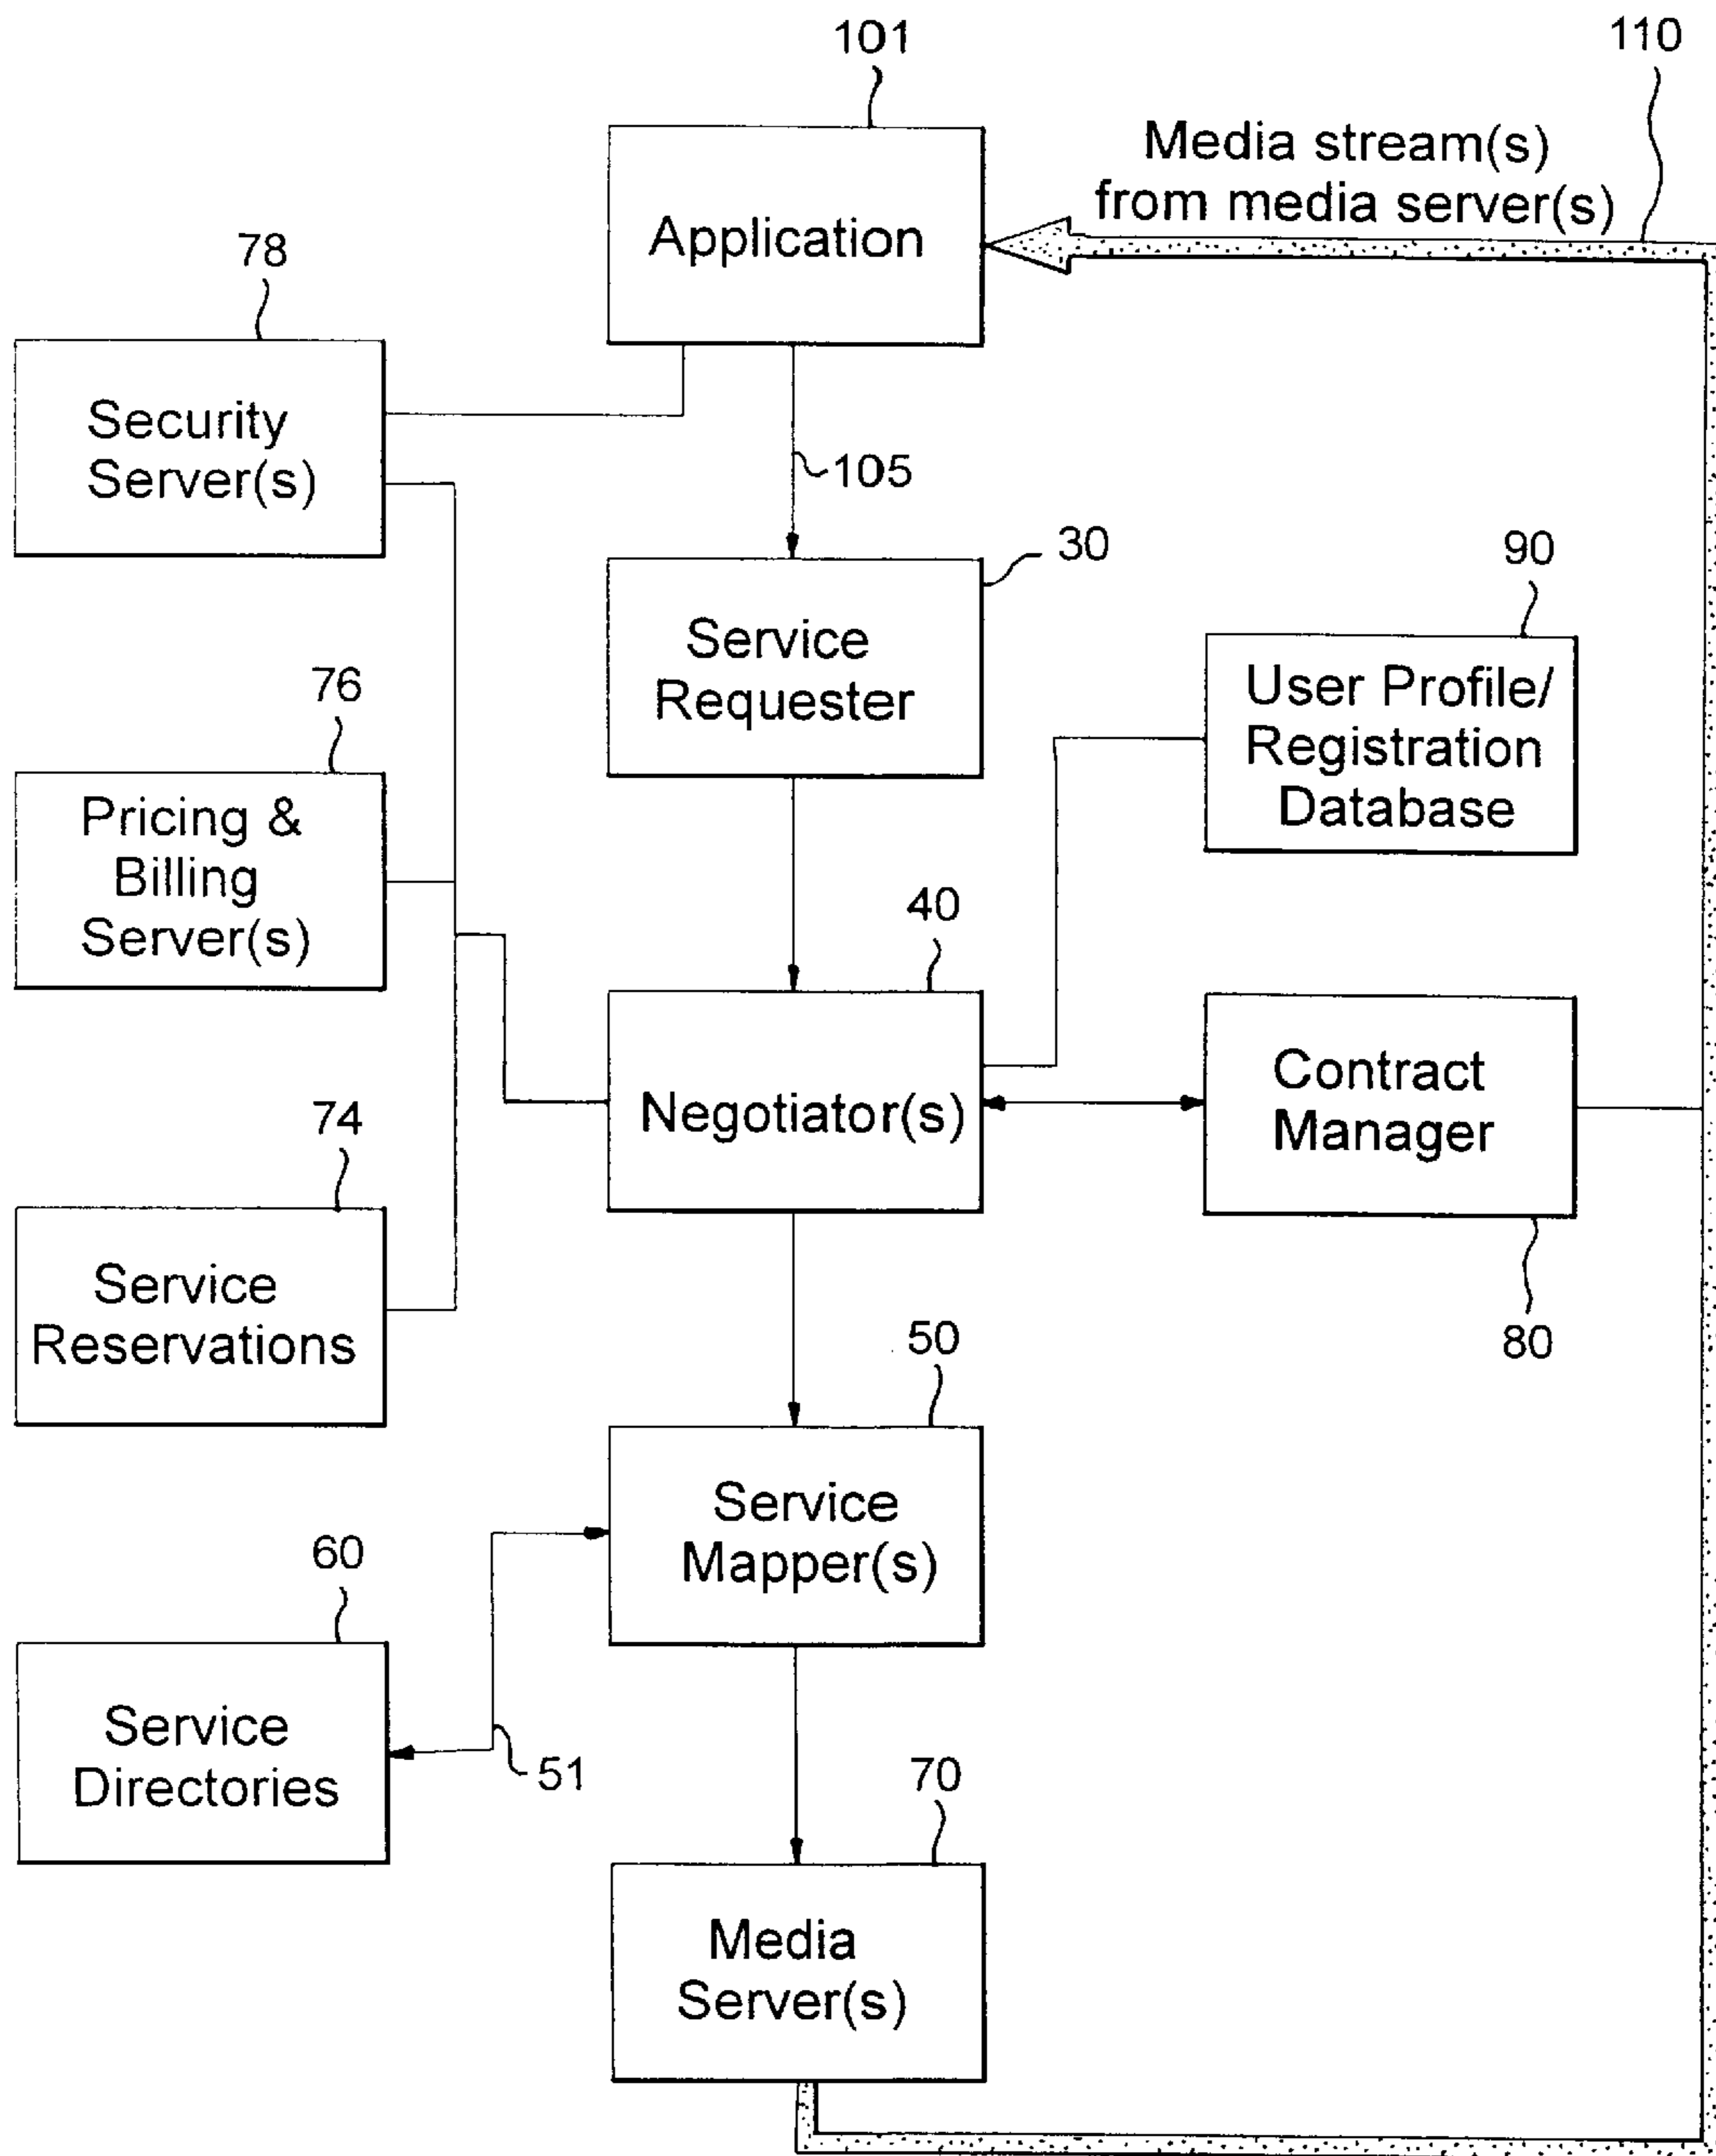 101
110
Media stream(s)
from media server(s)
Application
78
Security
Server(s)
105
30
90
Service
Requester
User Profile/
Registration
Database
76
Pricing &
Billing
Server(s)
40
Negotiator(s)
Contract
Manager
74
Service
Reservations
80
50
Service
Mapper(s)
60
Service
Directories
51
70
Media
Server(s)